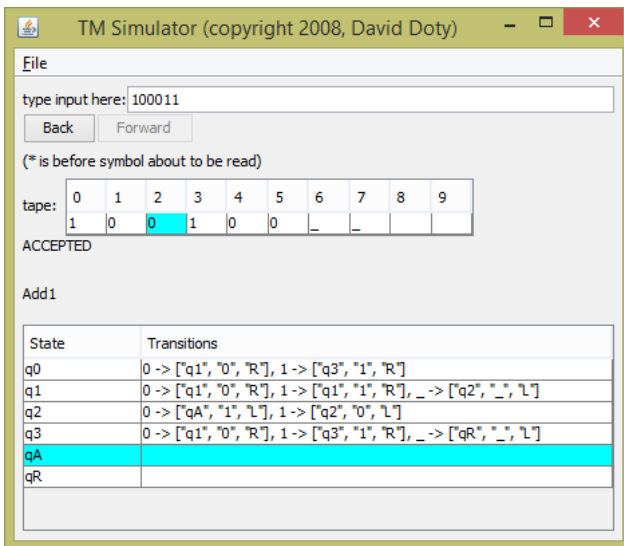 TM Simulator (copyright 2008, David Doty)
File
type input here: 100011
Back Forward
(* is before symbol about to be read)
tape: 0 1 2 3 4 5 6 7 8 9
1 0 0 1 0 0 _ _
ACCEPTED
Add1
State Transitions
q0 0 -> ["q1", "0", "R"], 1 -> ["q3", "1", "R"]
q1 0 -> ["q1", "0", "R"], 1 -> ["q1", "1", "R"], _ -> ["q2", "_", "L"]
q2 0 -> ["qA", "1", "L"], 1 -> ["q2", "0", "L"]
q3 0 -> ["q1", "0", "R"], 1 -> ["q3", "1", "R"], _ -> ["qR", "_", "L"]
qA
qR